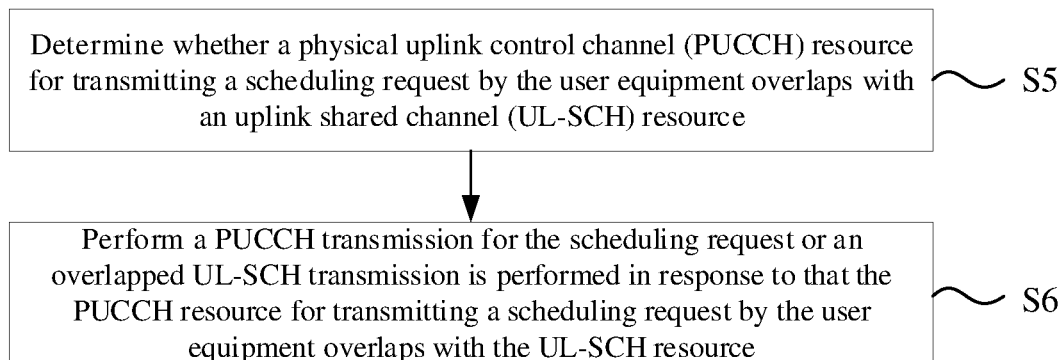 Determine whether a physical uplink control channel (PUCCH) resource
for transmitting a scheduling request by the user equipment overlaps with
an uplink shared channel (UL-SCH) resource
S5
Perform a PUCCH transmission for the scheduling request or an
overlapped UL-SCH transmission is performed in response to that the
PUCCH resource for transmitting a scheduling request by the user
equipment overlaps with the UL-SCH resource
S6